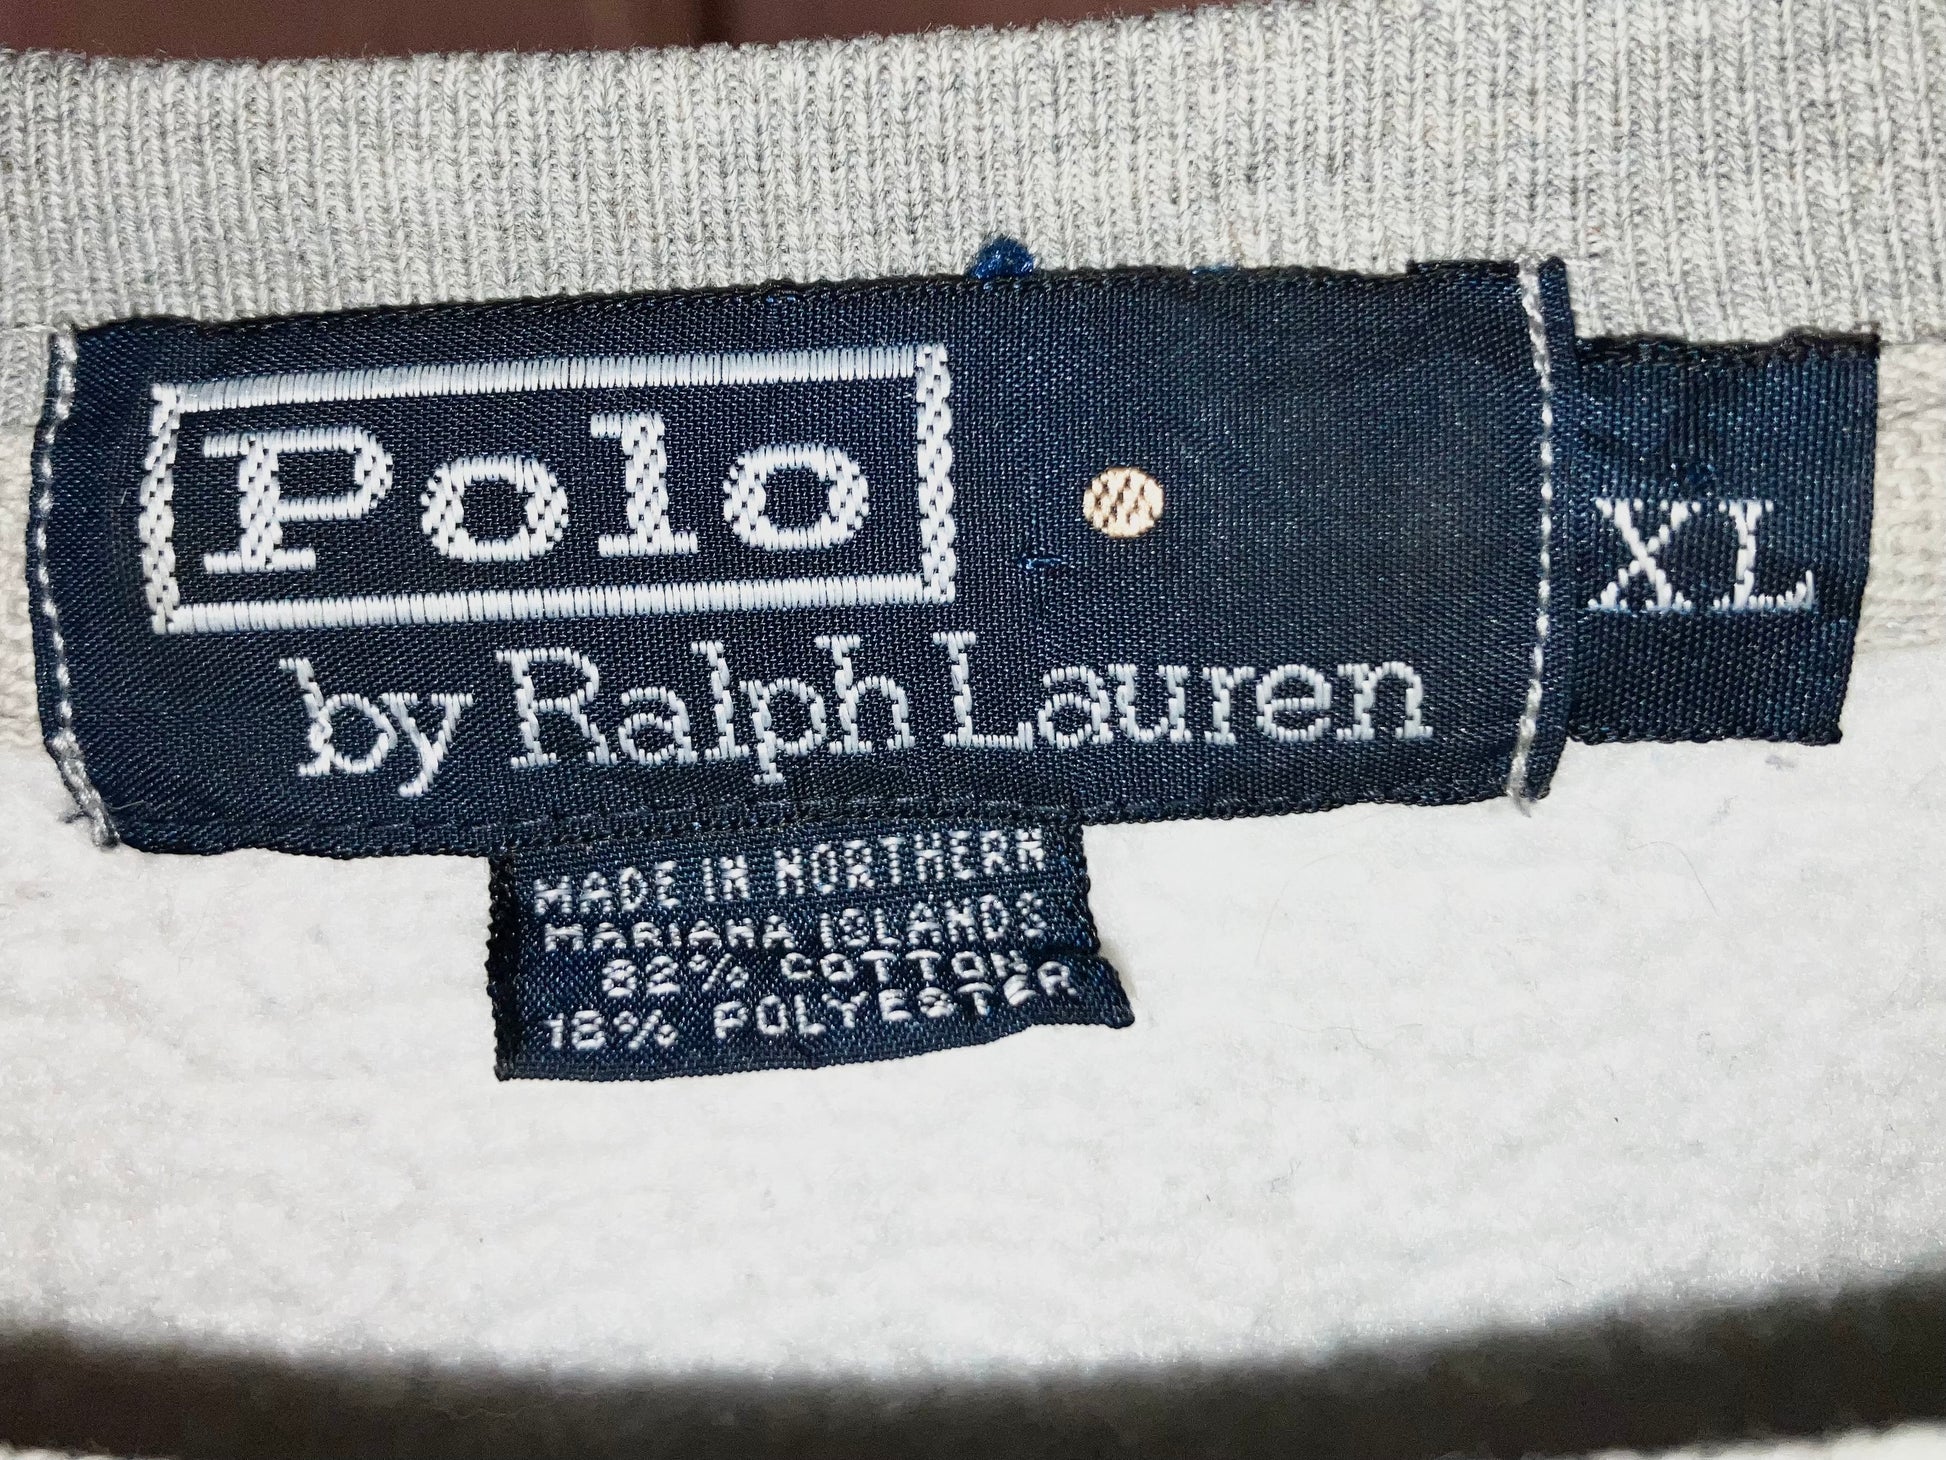 Polo
by Ralph Lauren
XL
MADE IN NORTHERN
MARIANA ISLANDS
82% COTTON
18% POLYESTER